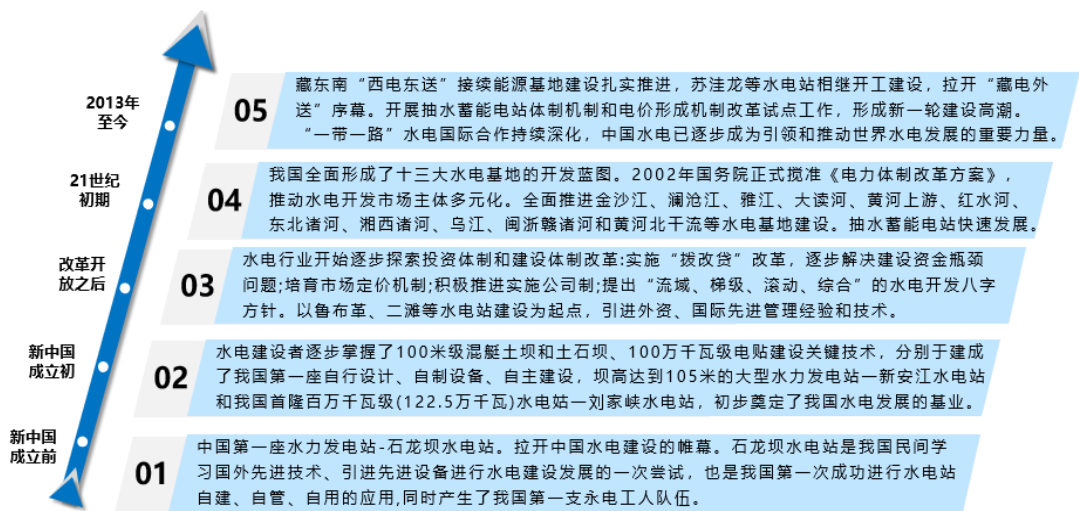 2013年
至今
05
藏东南“西电东送”接续能源基地建设扎实推进，苏洼龙等水电站相继开工建设，拉开“藏电外
送”序幕。开展抽水蓄能电站体制机制和电价形成机制改革试点工作，形成新一轮建设高潮。
“一带一路”水电国际合作持续深化，中国水电已逐步成为引领和推动世界水电发展的重要力量。
21世纪
初期
04
我国全面形成了十三大水电基地的开发蓝图。2002年国务院正式搅准《电力体制改革方案》，
推动水电开发市场主体多元化。全面推进金沙江、澜沧江、雅江、大读河、黄河上游、红水河、
东北诸河、湘西诸河、乌江、闽浙赣诸河和黄河北干流等水电基地建设。抽水蓄能电站快速发展。
改革开
放之后
03
水电行业开始逐步探索投资体制和建设体制改革:实施“拨改贷”改革，逐步解决建设资金瓶颈
问题;培育市场定价机制;积极推进实施公司制;提出“流域、梯级、滚动、综合”的水电开发八字
方针。以鲁布革、二滩等水电站建设为起点，引进外资、国际先进管理经验和技术。
新中国
成立初
02
水电建设者逐步掌握了100米级混艇土坝和土石坝、100万千瓦级电贴建设关键技术，分别于建成
了我国第一座自行设计、自制设备、自主建设，坝高达到105米的大型水力发电站一新安江水电站
和我国首隆百万千瓦级(122.5万千瓦)水电姑一刘家峡水电站，初步奠定了我国水电发展的基业。
新中国
成立前
01
中国第一座水力发电站-石龙坝水电站。拉开中国水电建设的帷幕。石龙坝水电站是我国民间学
习国外先进技术、引进先进设备进行水电建设发展的一次尝试，也是我国第一次成功进行水电站
自建、自管、自用的应用,同时产生了我国第一支永电工人队伍。